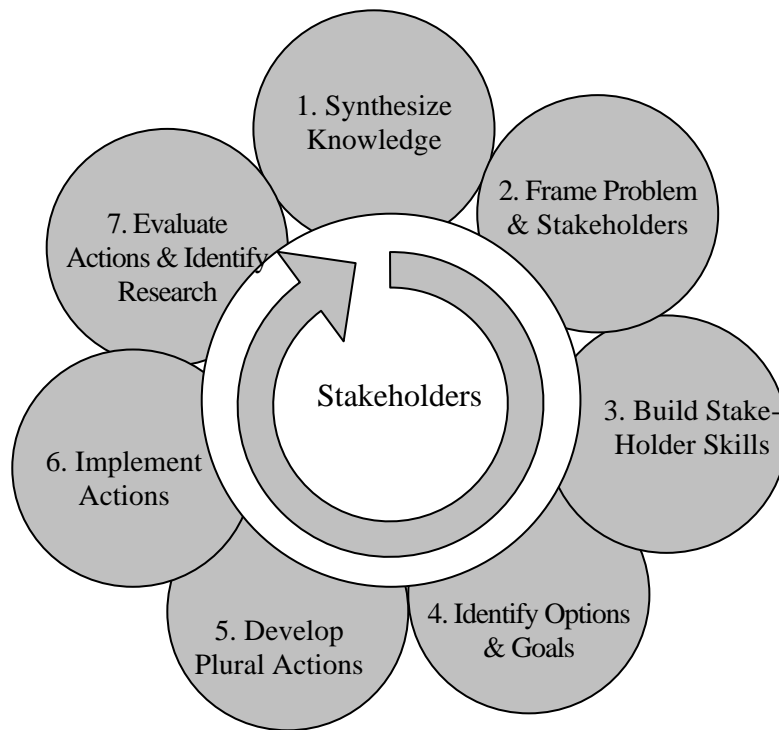 1. Synthesize
Knowledge
2. Frame Problem
& Stakeholders
3. Build Stake-
Holder Skills
4. Identify Options
& Goals
5. Develop
Plural Actions
6. Implement
Actions
7. Evaluate
Actions & Identify
Research
Stakeholders